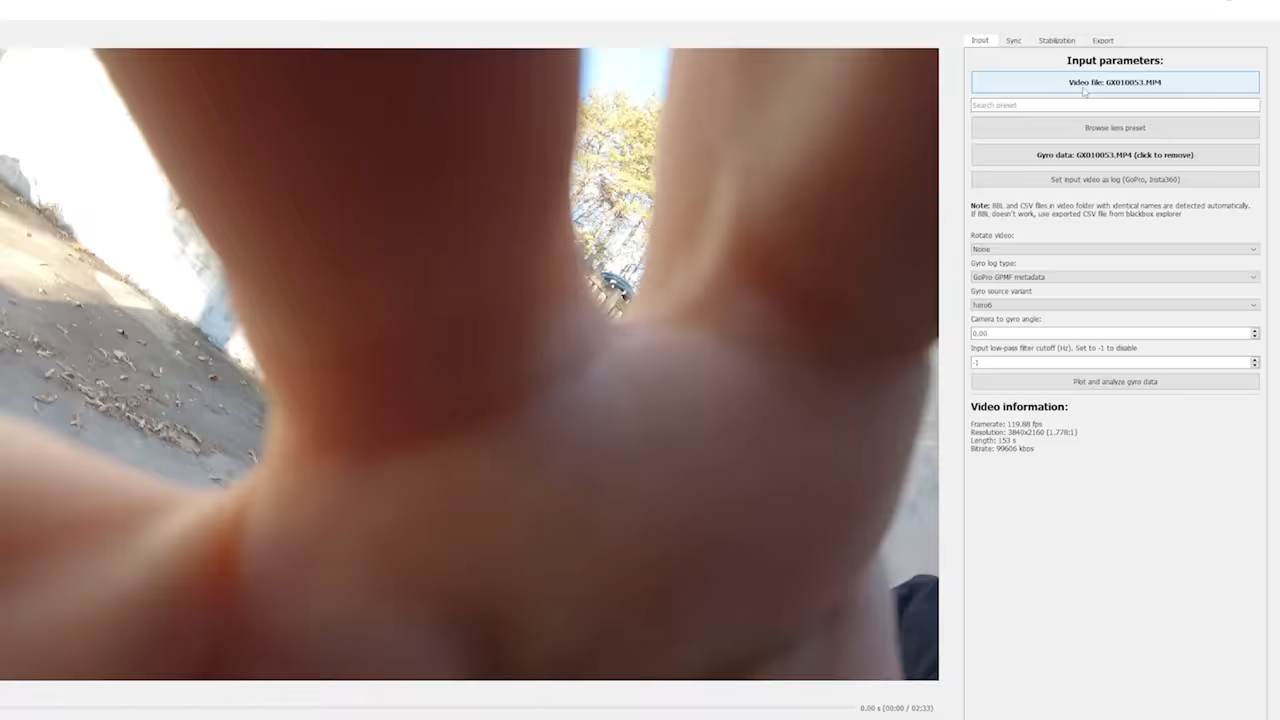 Input Sync Stabilization Export
Input parameters:
Video file: GX010053.MP4
Search preset
Browse lens preset
Gyro data: GX010053.MP4 (click to remove)
Set input video as log (GoPro, Insta360)
Note: BBL and CSV files in video folder with identical names are detected automatically.
If BBL doesn't work, use exported CSV file from blackbox explorer
Rotate video:
None
Gyro log type:
GoPro GPMF metadata
Gyro source variant
hero6
Camera to gyro angle:
0.00
Input low-pass filter cutoff (Hz). Set to -1 to disable
-1
Plot and analyze gyro data
Video information:
Framerate: 119.88 fps
Resolution: 3840x2160 (1.778:1)
Length: 153 s
Bitrate: 99606 kbps
0.00 s (00:00 / 02:33)